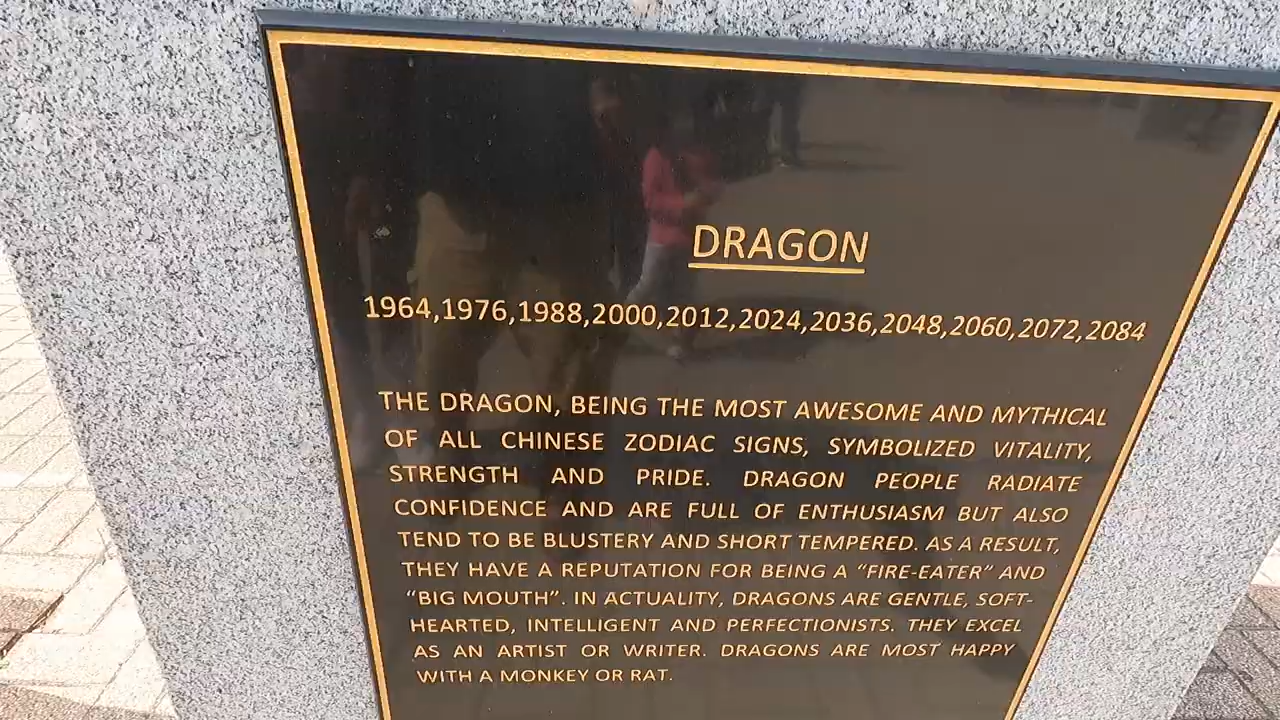 DRAGON
1964,1976,1988,2000,2012,2024,2036,2048,2060,2072,2084
THE DRAGON, BEING THE MOST AWESOME AND MYTHICAL
OF ALL CHINESE ZODIAC SIGNS, SYMBOLIZED VITALITY,
STRENGTH AND PRIDE. DRAGON PEOPLE RADIATE
CONFIDENCE AND ARE FULL OF ENTHUSIASM BUT ALSO
TEND TO BE BLUSTERY AND SHORT TEMPERED. AS A RESULT,
THEY HAVE A REPUTATION FOR BEING A “FIRE-EATER” AND
“BIG MOUTH”. IN ACTUALITY, DRAGONS ARE GENTLE, SOFT-
HEARTED, INTELLIGENT AND PERFECTIONISTS. THEY EXCEL
AS AN ARTIST OR WRITER. DRAGONS ARE MOST HAPPY
WITH A MONKEY OR RAT.